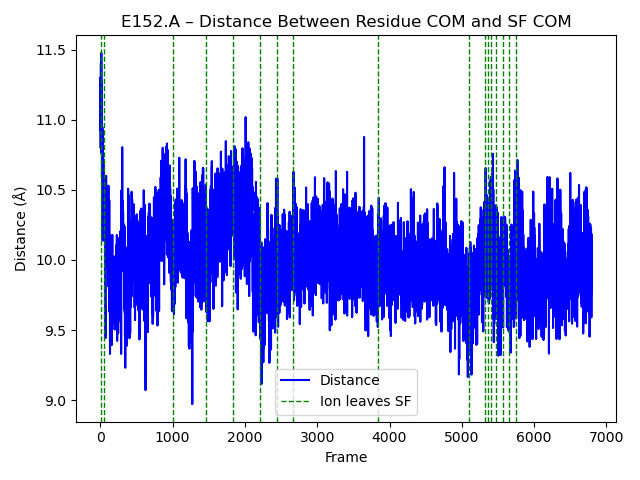 E152.A – Distance Between Residue COM and SF COM
Distance (Å)
11.5
11.0
10.5
10.0
9.5
9.0
Distance
Ion leaves SF
0 1000 2000 3000 4000 5000 6000 7000
Frame